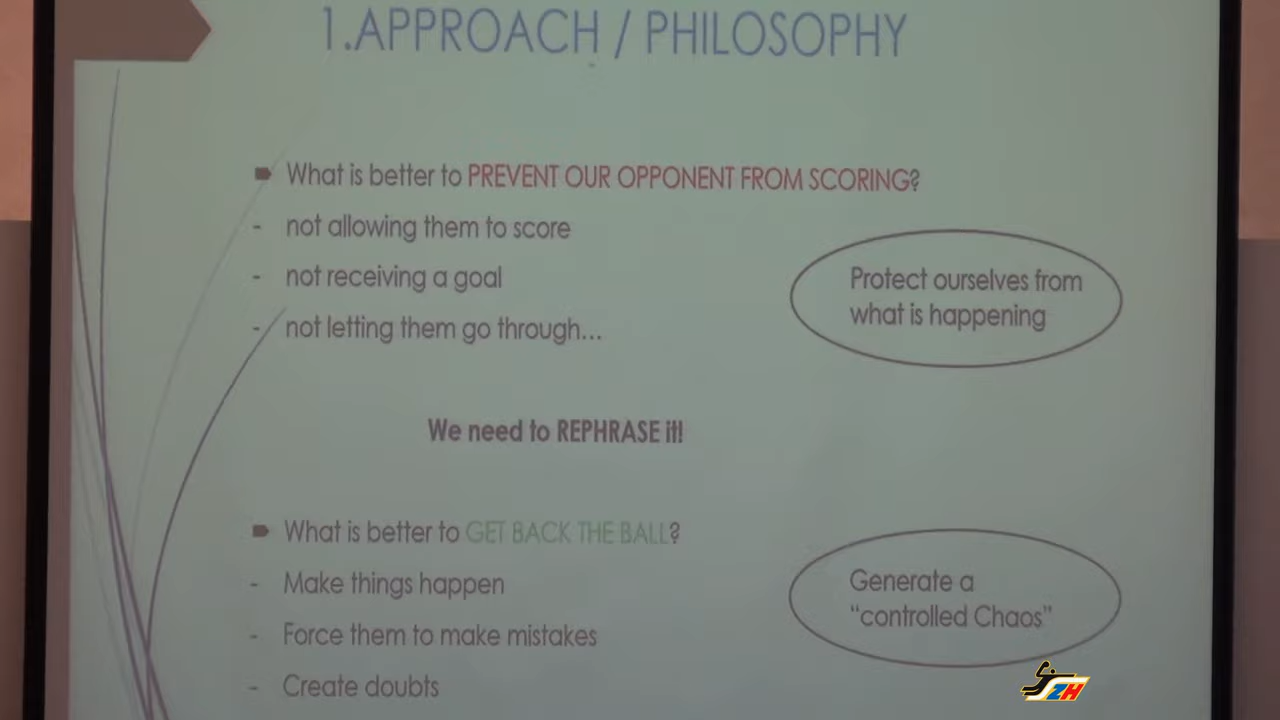 1.APPROACH / PHILOSOPHY
What is better to PREVENT OUR OPPONENT FROM SCORING?
- not allowing them to score
- not receiving a goal
- not letting them go through...
Protect ourselves from
what is happening
We need to REPHRASE it!
What is better to GET BACK THE BALL?
- Make things happen
- Force them to make mistakes
- Create doubts
Generate a
“controlled Chaos”
ZH